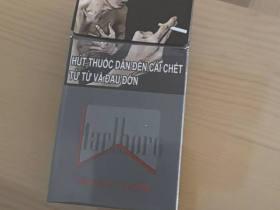 HÚT THUỐC DẪN ĐẾN CÁI CHẾT
TỪ TỪ VÀ ĐAU ĐỚN
Marlboro